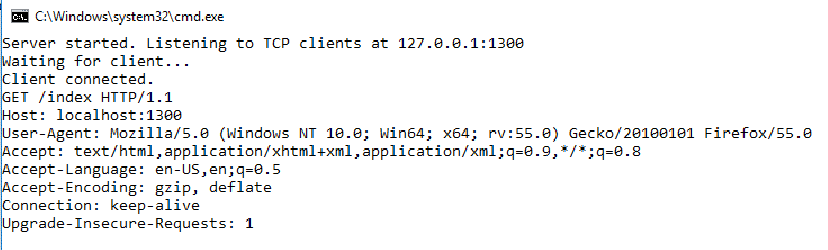 C:\Windows\system32\cmd.exe
Server started. Listening to TCP clients at 127.0.0.1:1300
Waiting for client...
Client connected.
GET /index HTTP/1.1
Host: localhost:1300
User-Agent: Mozilla/5.0 (Windows NT 10.0; Win64; x64; rv:55.0) Gecko/20100101 Firefox/55.0
Accept: text/html,application/xhtml+xml,application/xml;q=0.9,*/*;q=0.8
Accept-Language: en-US,en;q=0.5
Accept-Encoding: gzip, deflate
Connection: keep-alive
Upgrade-Insecure-Requests: 1